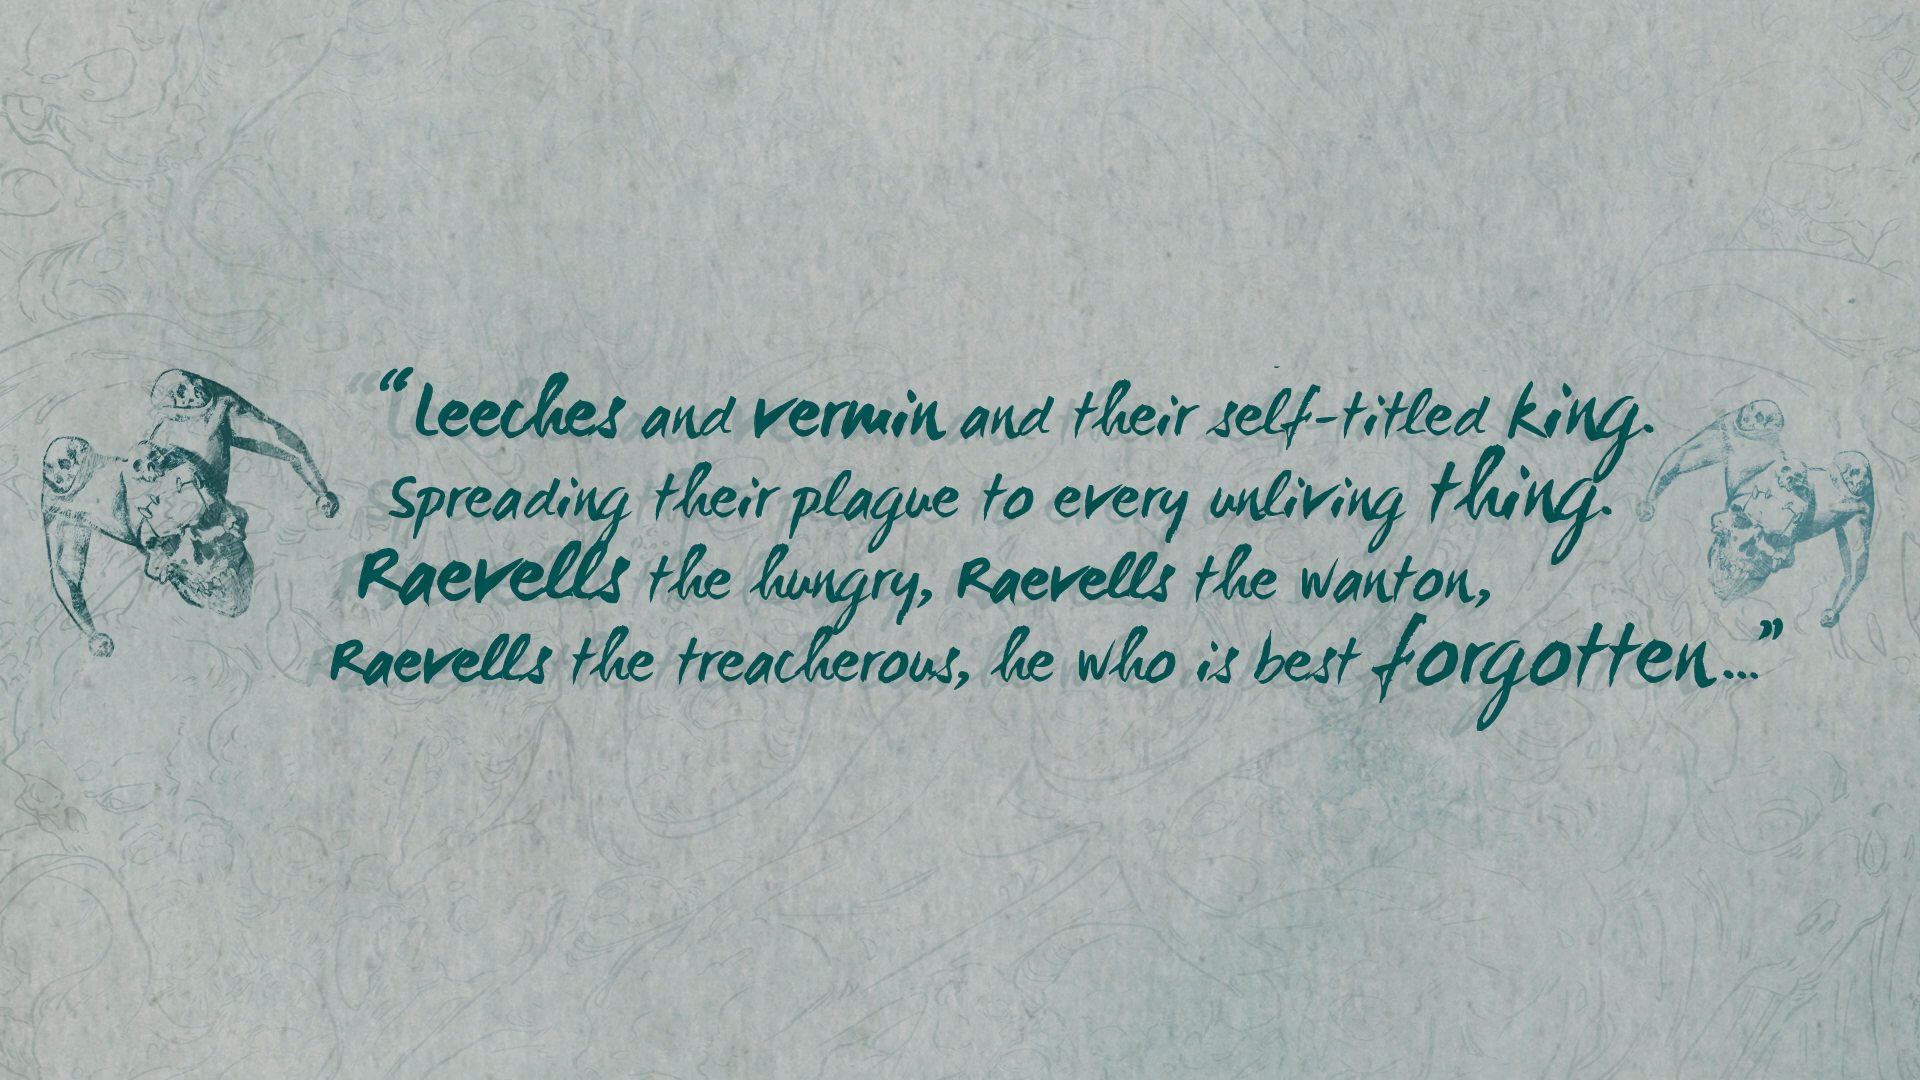 “Leeches and vermin and their self-titled king.
Spreading their plague to every unliving thing.
Raevells the hungry, Raevells the wanton,
Raevells the treacherous, he who is best forgotten...”